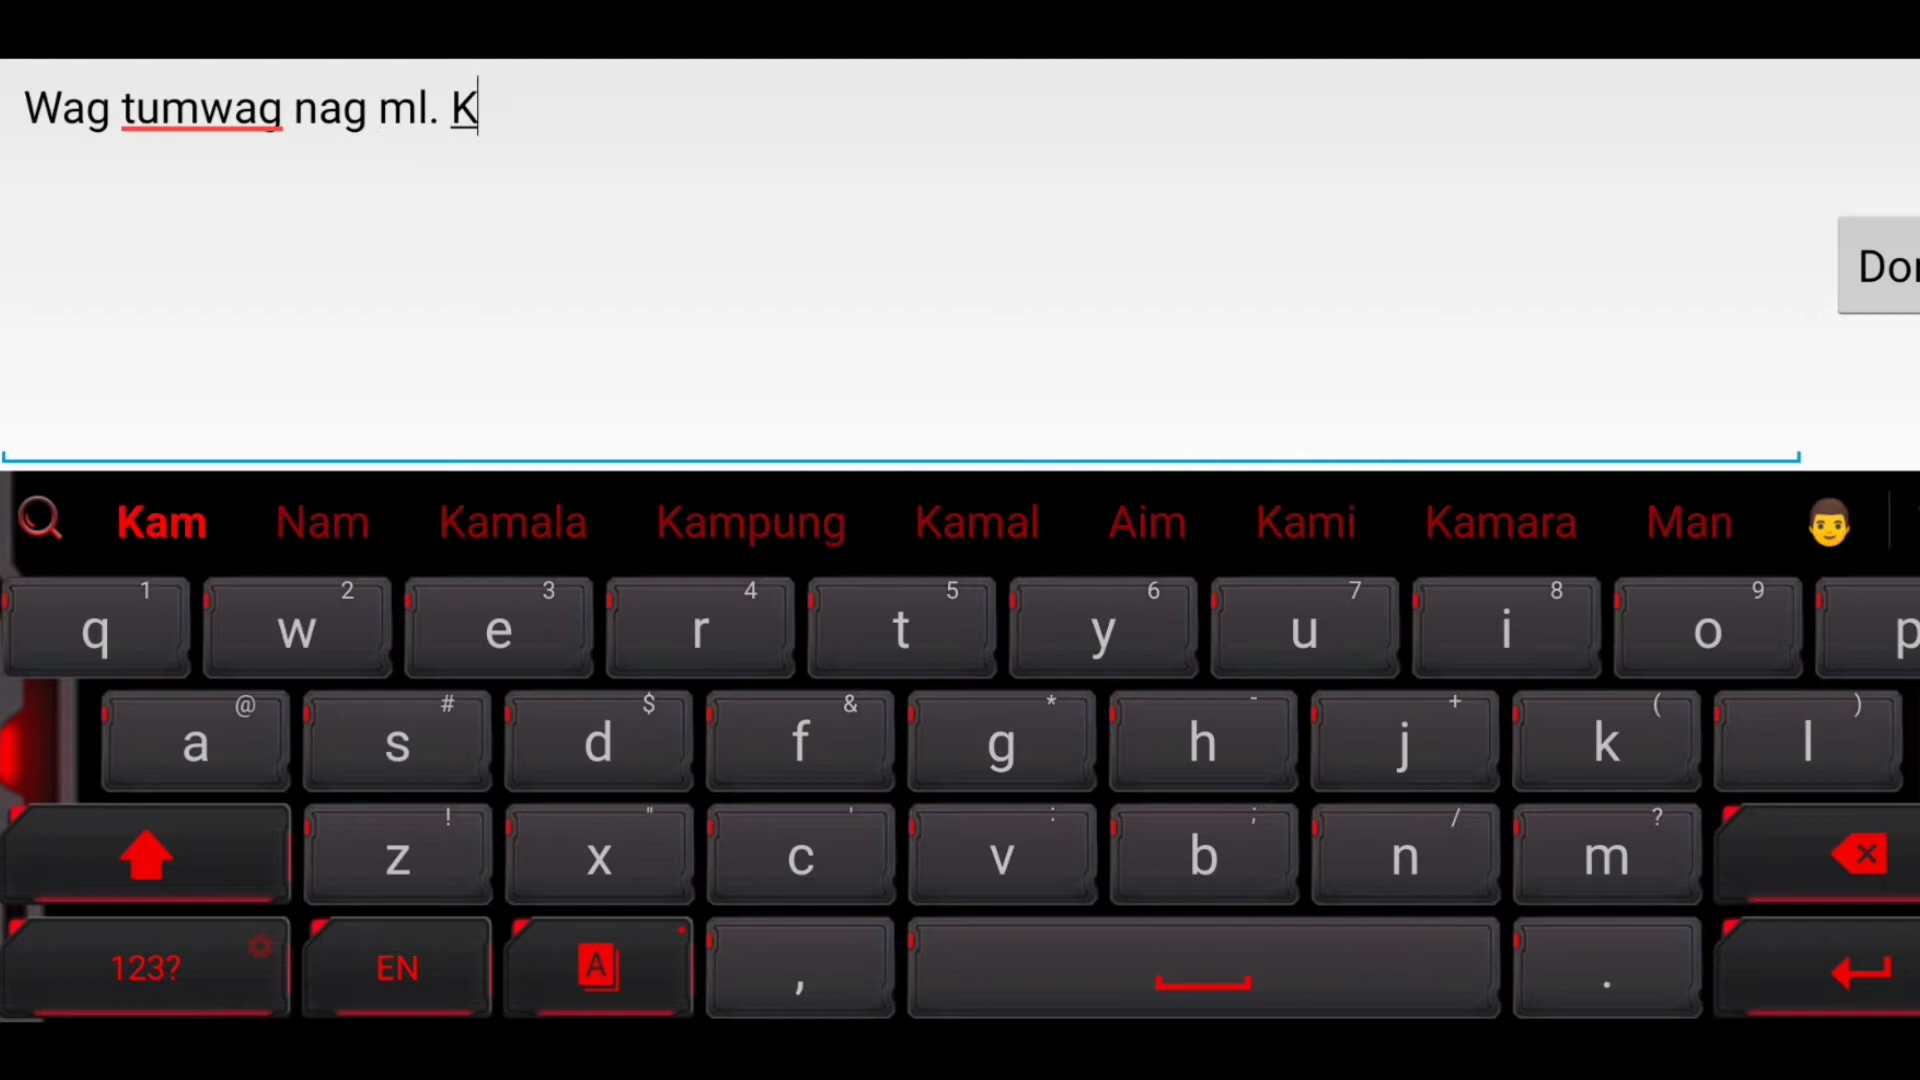 Wag tumwag nag ml. K
Dor
Kam Nam Kamala Kampung Kamal Aim Kami Kamara Man
1 2 3 4 5 6 7 8 9
q w e r t y u i o p
@ # $ & * - + ( )
a s d f g h j k l
! " ' : ; / ?
z x c v b n m
123? EN A , .